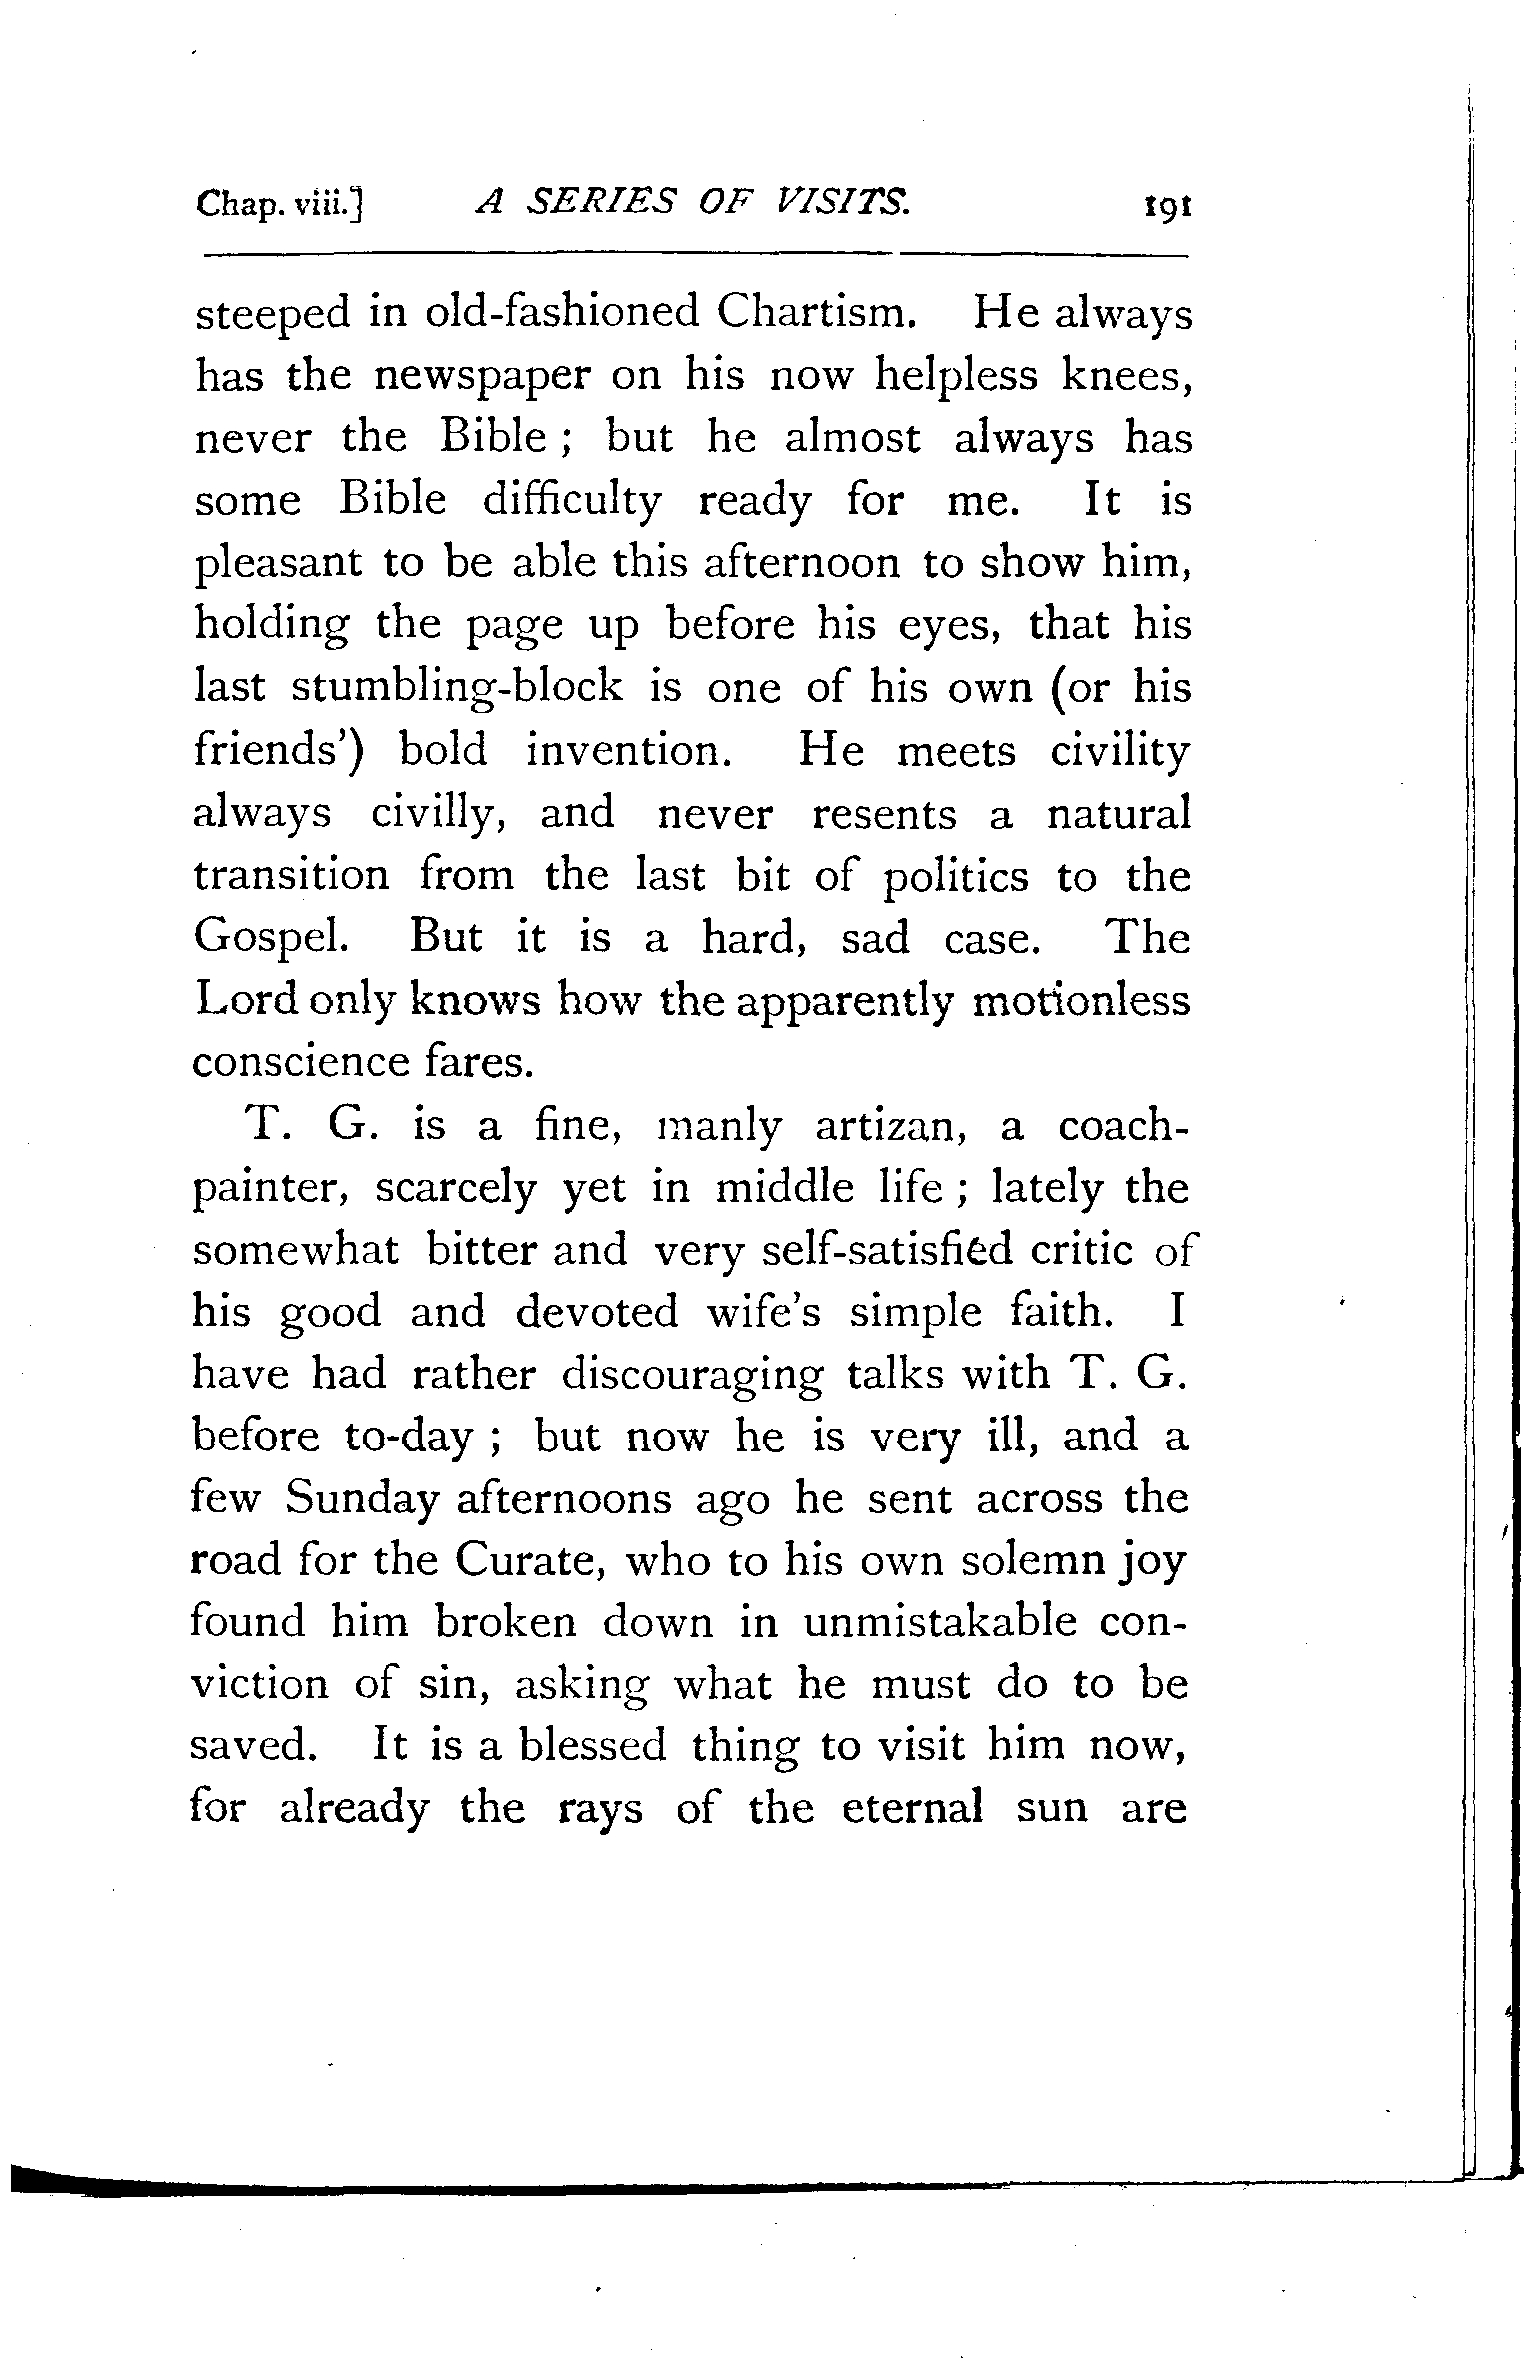 Chap. viii.] A SERIES OF VISITS. 191
steeped in old-fashioned Chartism. He always
has the newspaper on his now helpless knees,
never the Bible ; but he almost always has
some Bible difficulty ready for me. It is
pleasant to be able this afternoon to show him,
holding the page up before his eyes, that his
last stumbling-block is one of his own (or his
friends') bold invention. He meets civility
always civilly, and never resents a natural
transition from the last bit of politics to the
Gospel. But it is a hard, sad case. The
Lord only knows how the apparently motionless
conscience fares.
T. G. is a fine, manly artizan, a coach-
painter, scarcely yet in middle life ; lately the
somewhat bitter and very self-satisfied critic of
his good and devoted wife's simple faith. I
have had rather discouraging talks with T. G.
before to-day ; but now he is very ill, and a
few Sunday afternoons ago he sent across the
road for the Curate, who to his own solemn joy
found him broken down in unmistakable con-
viction of sin, asking what he must do to be
saved. It is a blessed thing to visit him now,
for already the rays of the eternal sun are